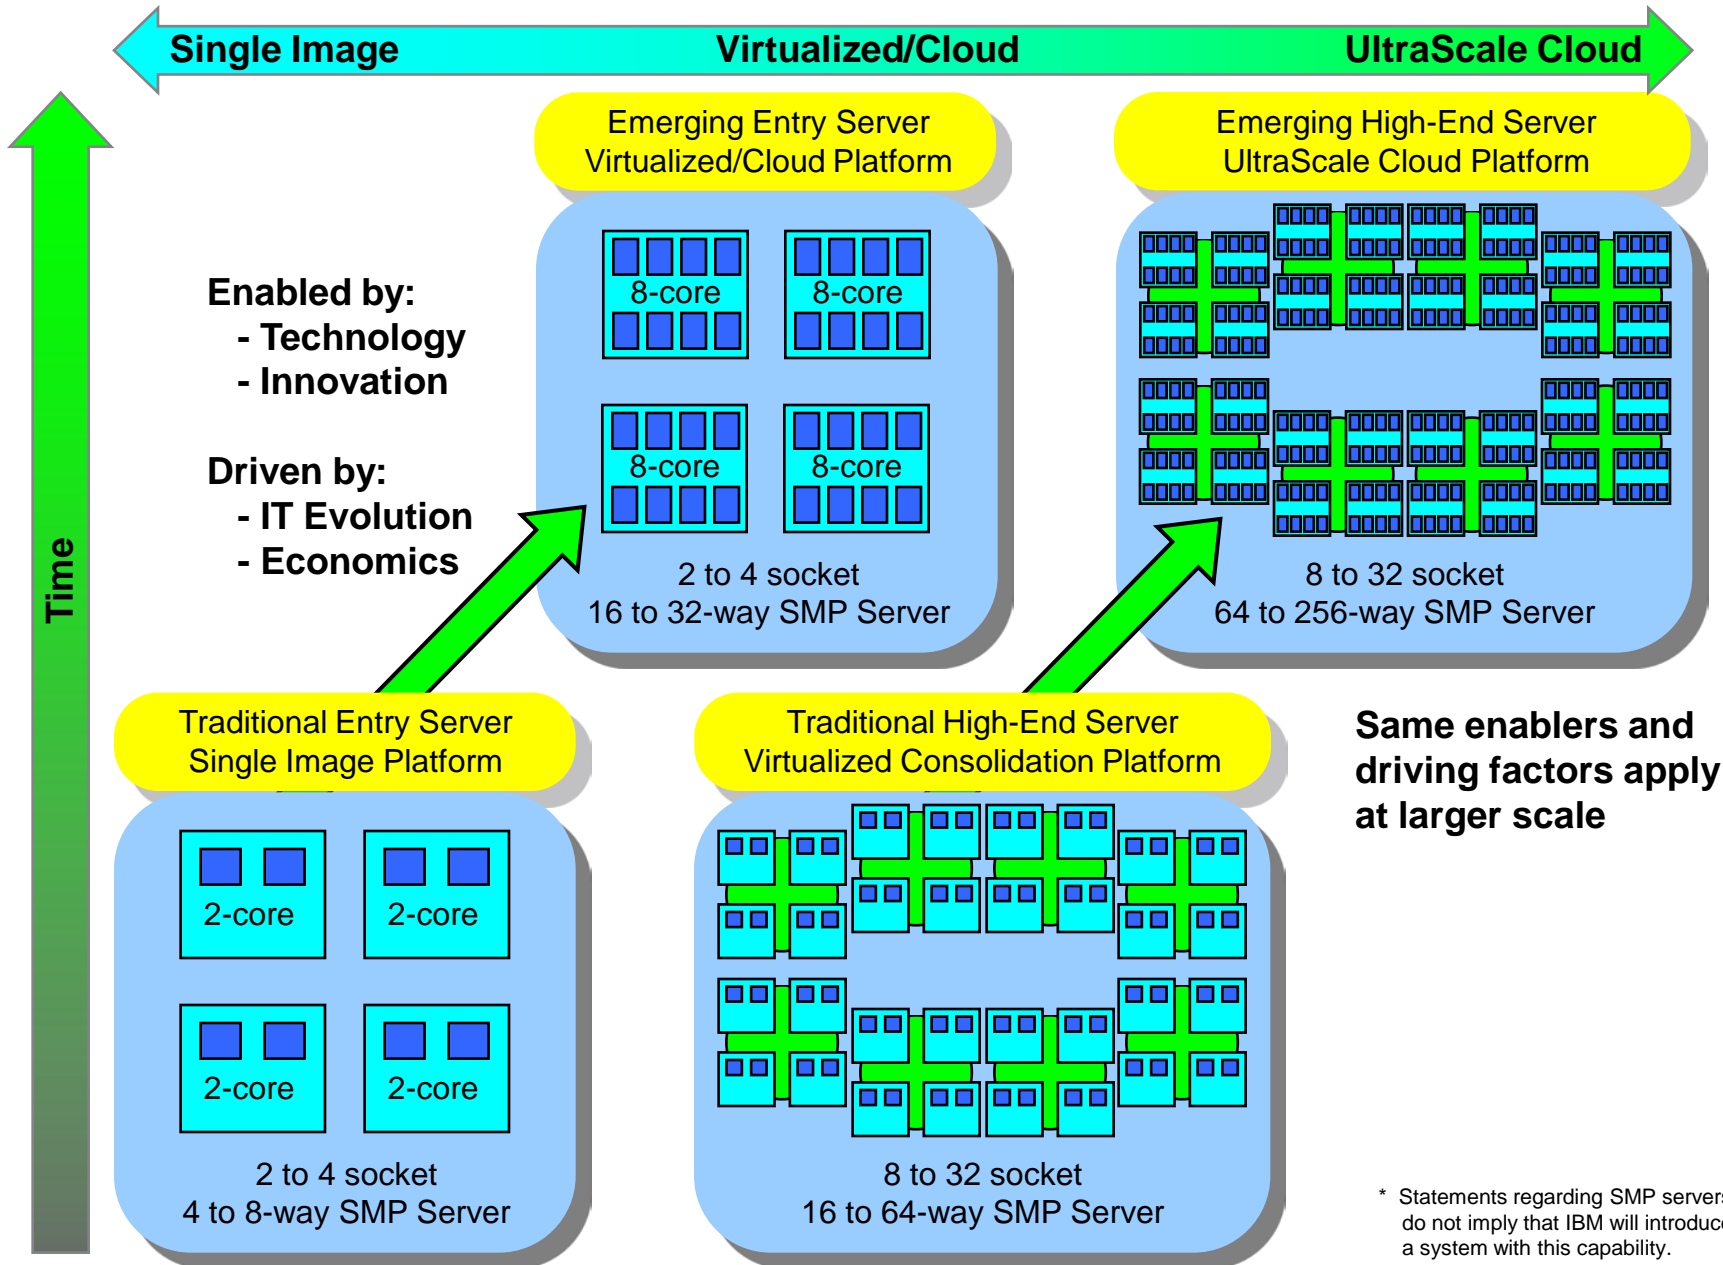 Single Image
Virtualized/Cloud
UltraScale Cloud
Time
Enabled by:
- Technology
- Innovation
Driven by:
- IT Evolution
- Economics
Emerging Entry Server
Virtualized/Cloud Platform
8-core
8-core
8-core
8-core
2 to 4 socket
16 to 32-way SMP Server
Emerging High-End Server
UltraScale Cloud Platform
8 to 32 socket
64 to 256-way SMP Server
Traditional Entry Server
Single Image Platform
2-core
2-core
2-core
2-core
2 to 4 socket
4 to 8-way SMP Server
Traditional High-End Server
Virtualized Consolidation Platform
8 to 32 socket
16 to 64-way SMP Server
Same enablers and
driving factors apply
at larger scale
* Statements regarding SMP servers
do not imply that IBM will introduce
a system with this capability.